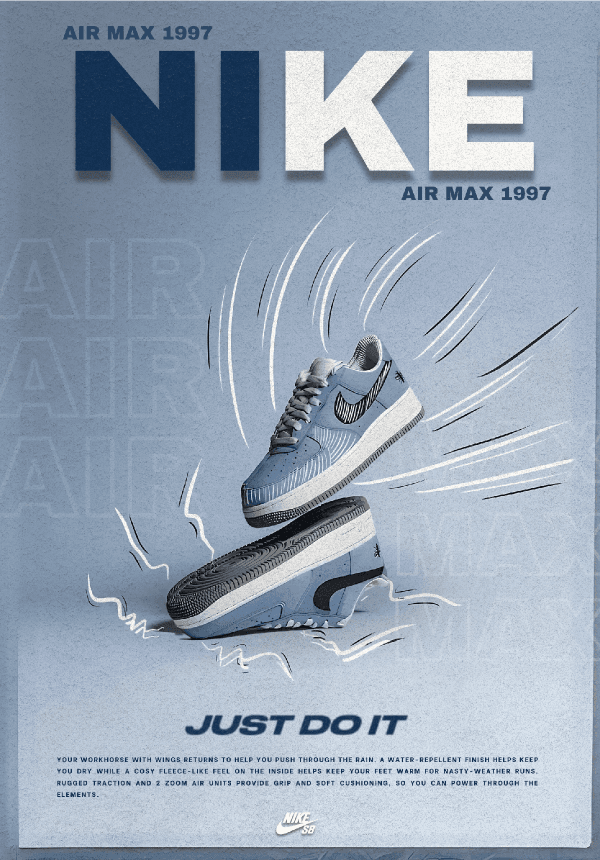 AIR MAX 1997
NIKE
AIR MAX 1997
AIR
AIR
AIR
MAX
MAX
MAX
JUST DO IT
YOUR WORKHORSE WITH WINGS RETURNS TO HELP YOU PUSH THROUGH THE RAIN. A WATER-REPELLENT FINISH HELPS KEEP
YOU DRY WHILE A COSY FLEECE-LIKE FEEL ON THE INSIDE HELPS KEEP YOUR FEET WARM FOR NASTY-WEATHER RUNS.
RUGGED TRACTION AND 2 ZOOM AIR UNITS PROVIDE GRIP AND SOFT CUSHIONING, SO YOU CAN POWER THROUGH THE
ELEMENTS.
NIKE
SB